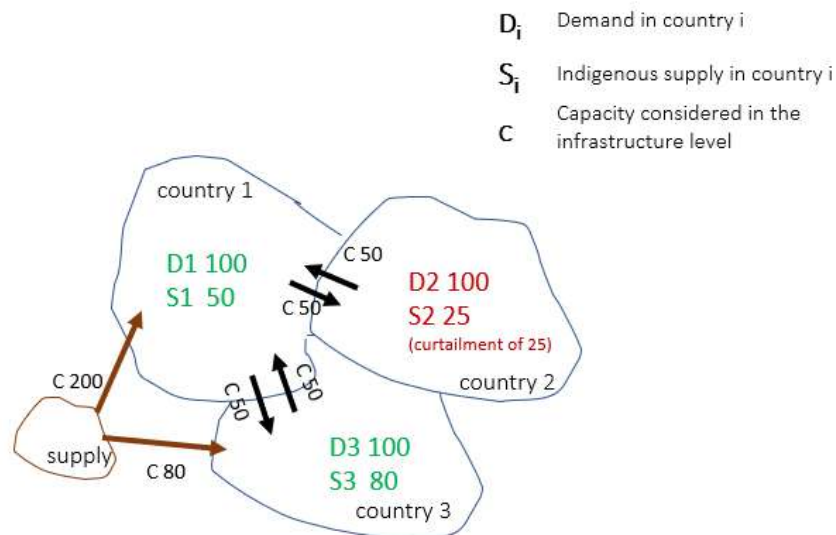 Di Demand in country i
Si Indigenous supply in country i
C Capacity considered in the
infrastructure level
country 1
D1 100
S1 50
C 50
C 50
D2 100
S2 25
(curtailment of 25)
country 2
C 200
C 50
C 50
supply
C 80
D3 100
S3 80
country 3